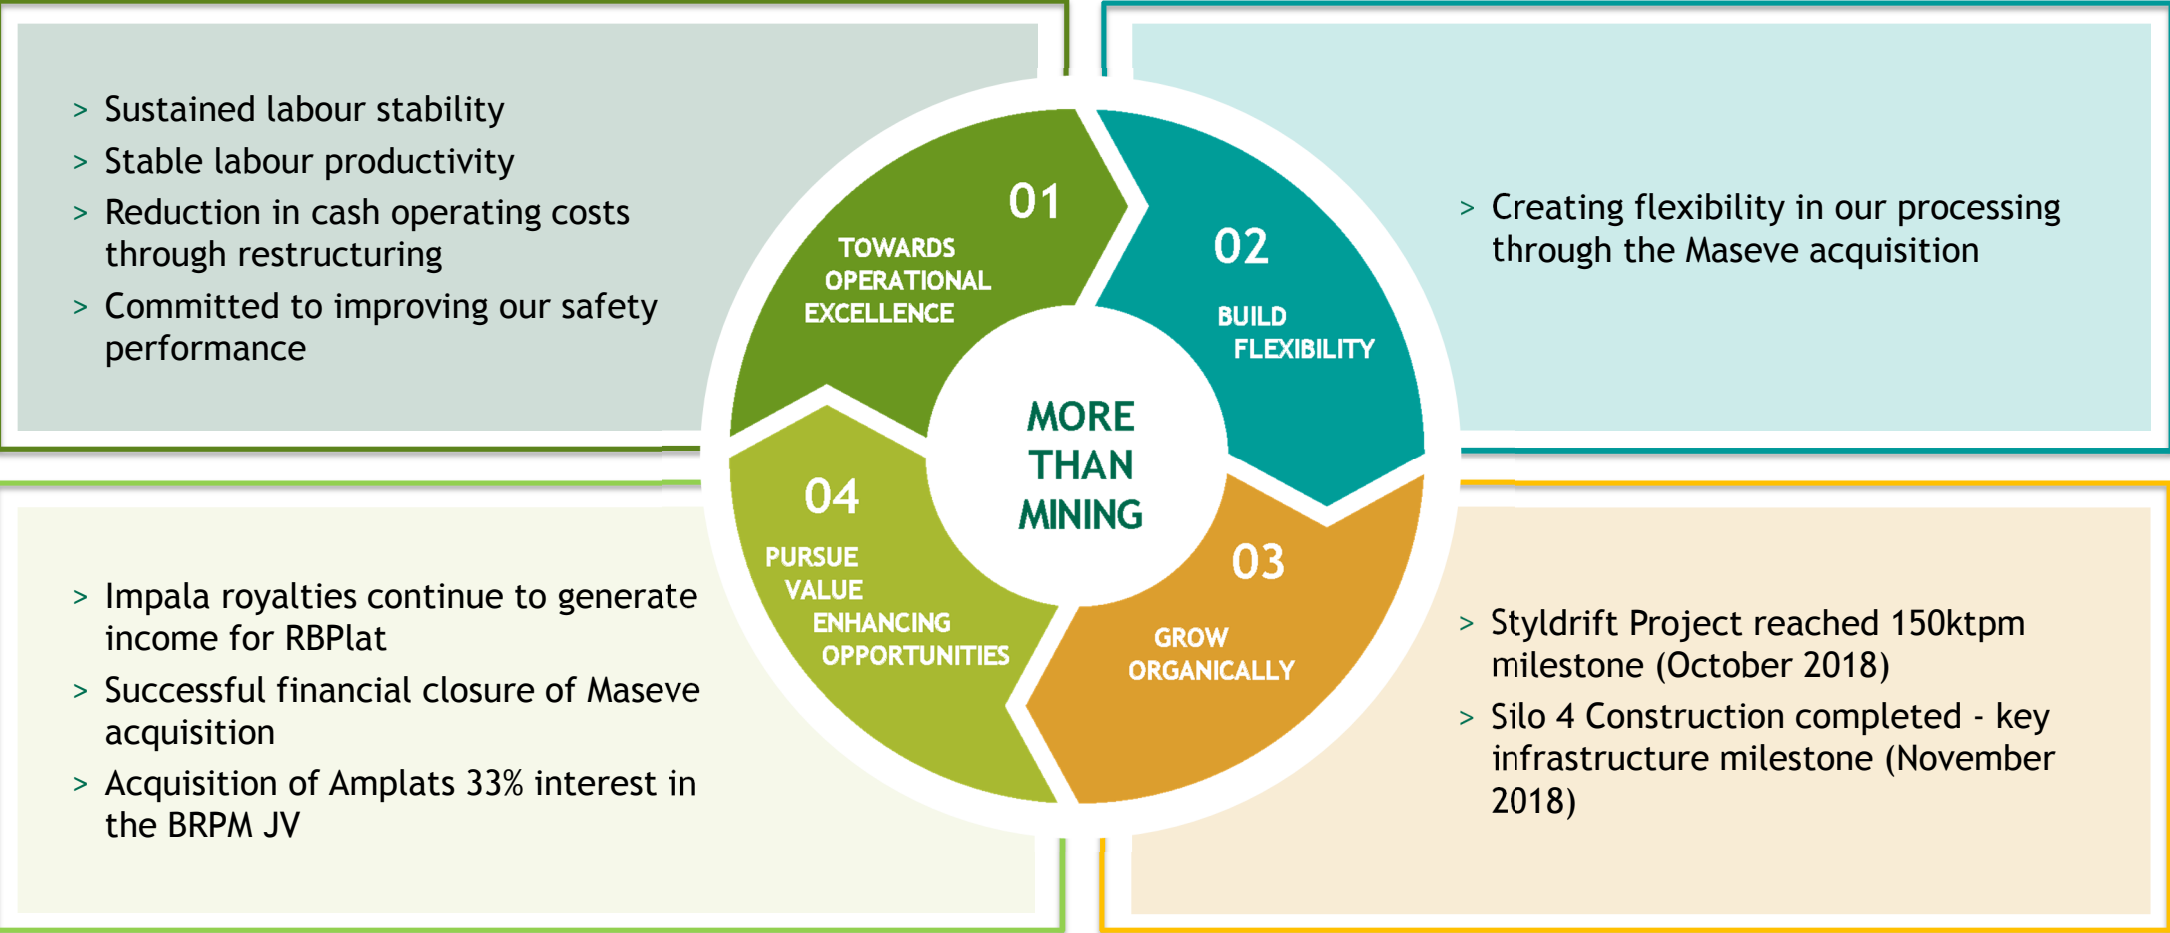 > Sustained labour stability
> Stable labour productivity
> Reduction in cash operating costs
through restructuring
> Committed to improving our safety
performance
01
TOWARDS
OPERATIONAL
EXCELLENCE
02
BUILD
FLEXIBILITY
> Creating flexibility in our processing
through the Maseve acquisition
MORE
THAN
MINING
04
PURSUE
VALUE
ENHANCING
OPPORTUNITIES
> Impala royalties continue to generate
income for RBPlat
> Successful financial closure of Maseve
acquisition
> Acquisition of Amplats 33% interest in
the BRPM JV
03
GROW
ORGANICALLY
> Styldrift Project reached 150ktpm
milestone (October 2018)
> Silo 4 Construction completed - key
infrastructure milestone (November
2018)